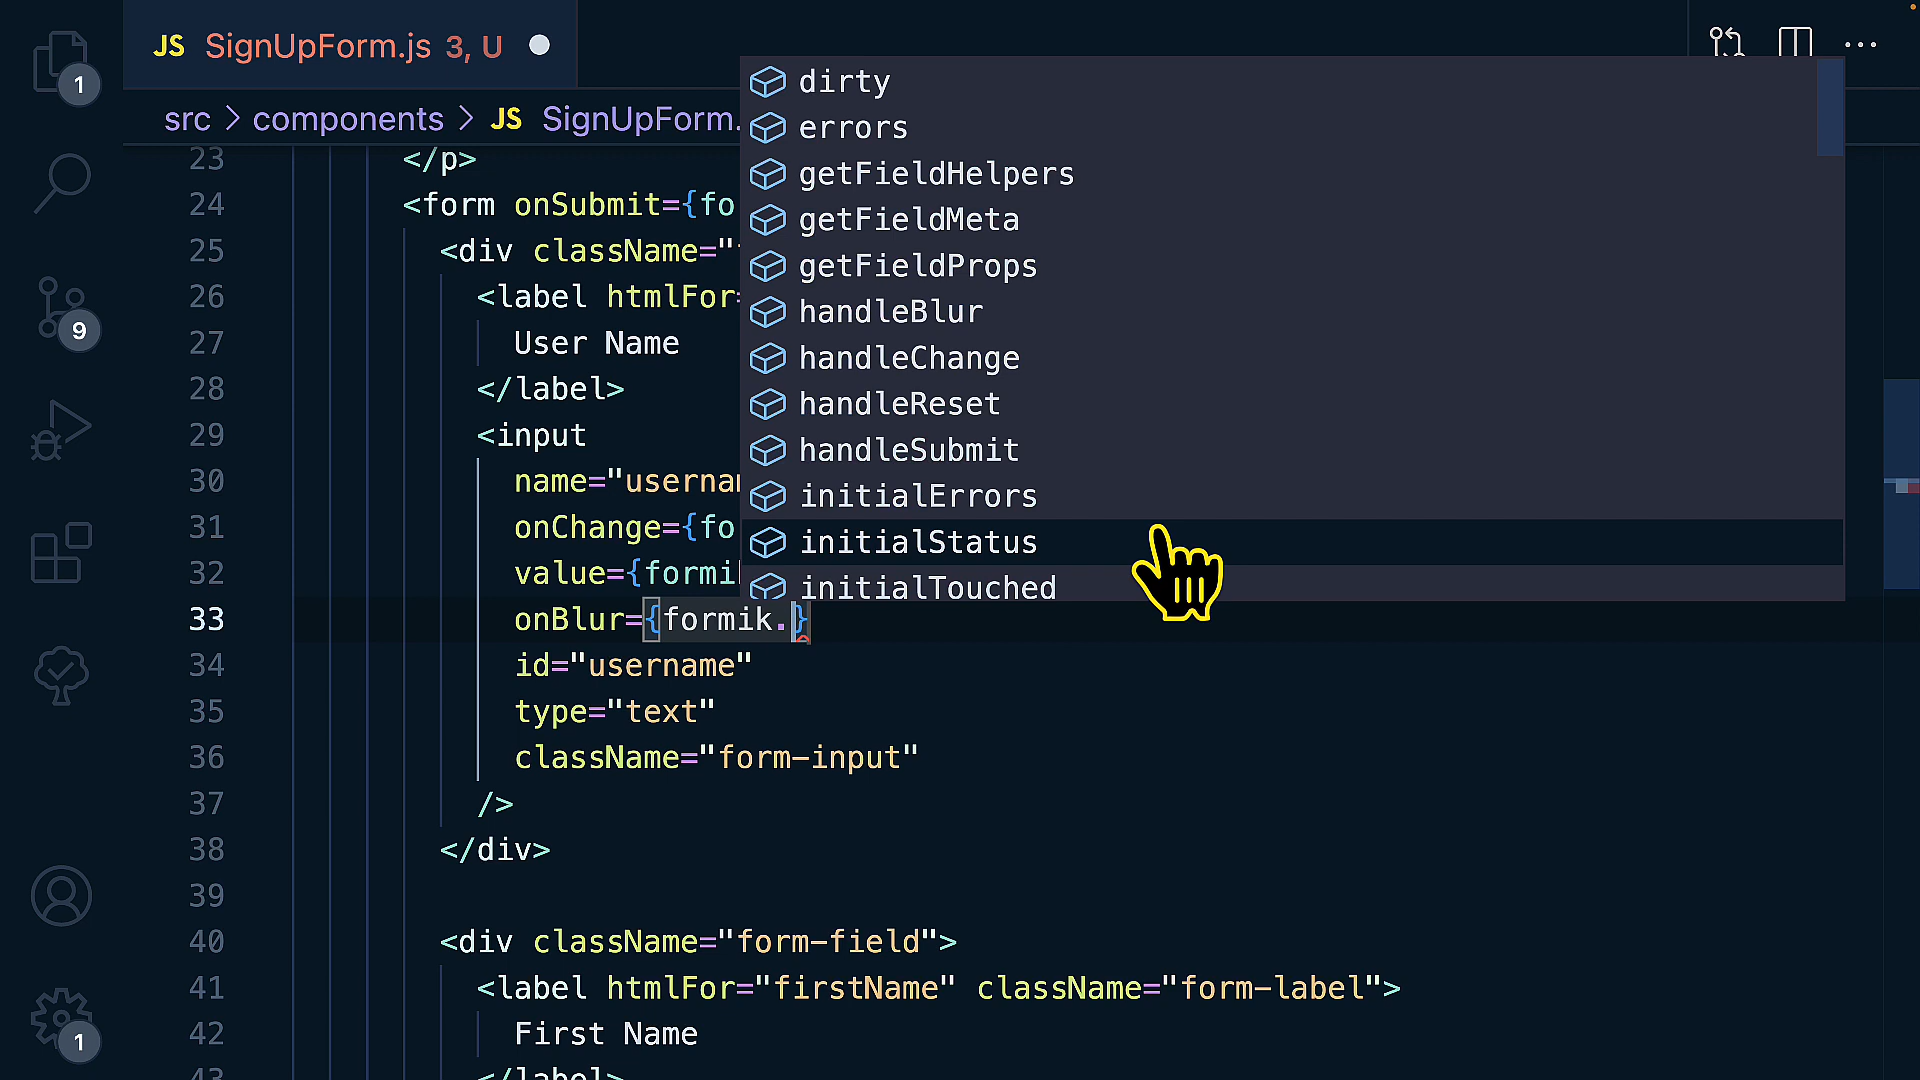 JS SignUpForm.js 3, U
1
src > components > JS SignUpForm.
dirty
errors
getFieldHelpers
getFieldMeta
getFieldProps
handleBlur
handleChange
handleReset
handleSubmit
initialErrors
initialStatus
initialTouched
23 </p>
24 <form onSubmit={fo
25 <div className="
26 <label htmlFor=
27 User Name
28 </label>
29 <input
30 name="usernam
31 onChange={fo
32 value={formik
33 onBlur={formik.}
34 id="username"
35 type="text"
36 className="form-input"
37 />
38 </div>
39
40 <div className="form-field">
41 <label htmlFor="firstName" className="form-label">
42 First Name
43 </label>
9
1